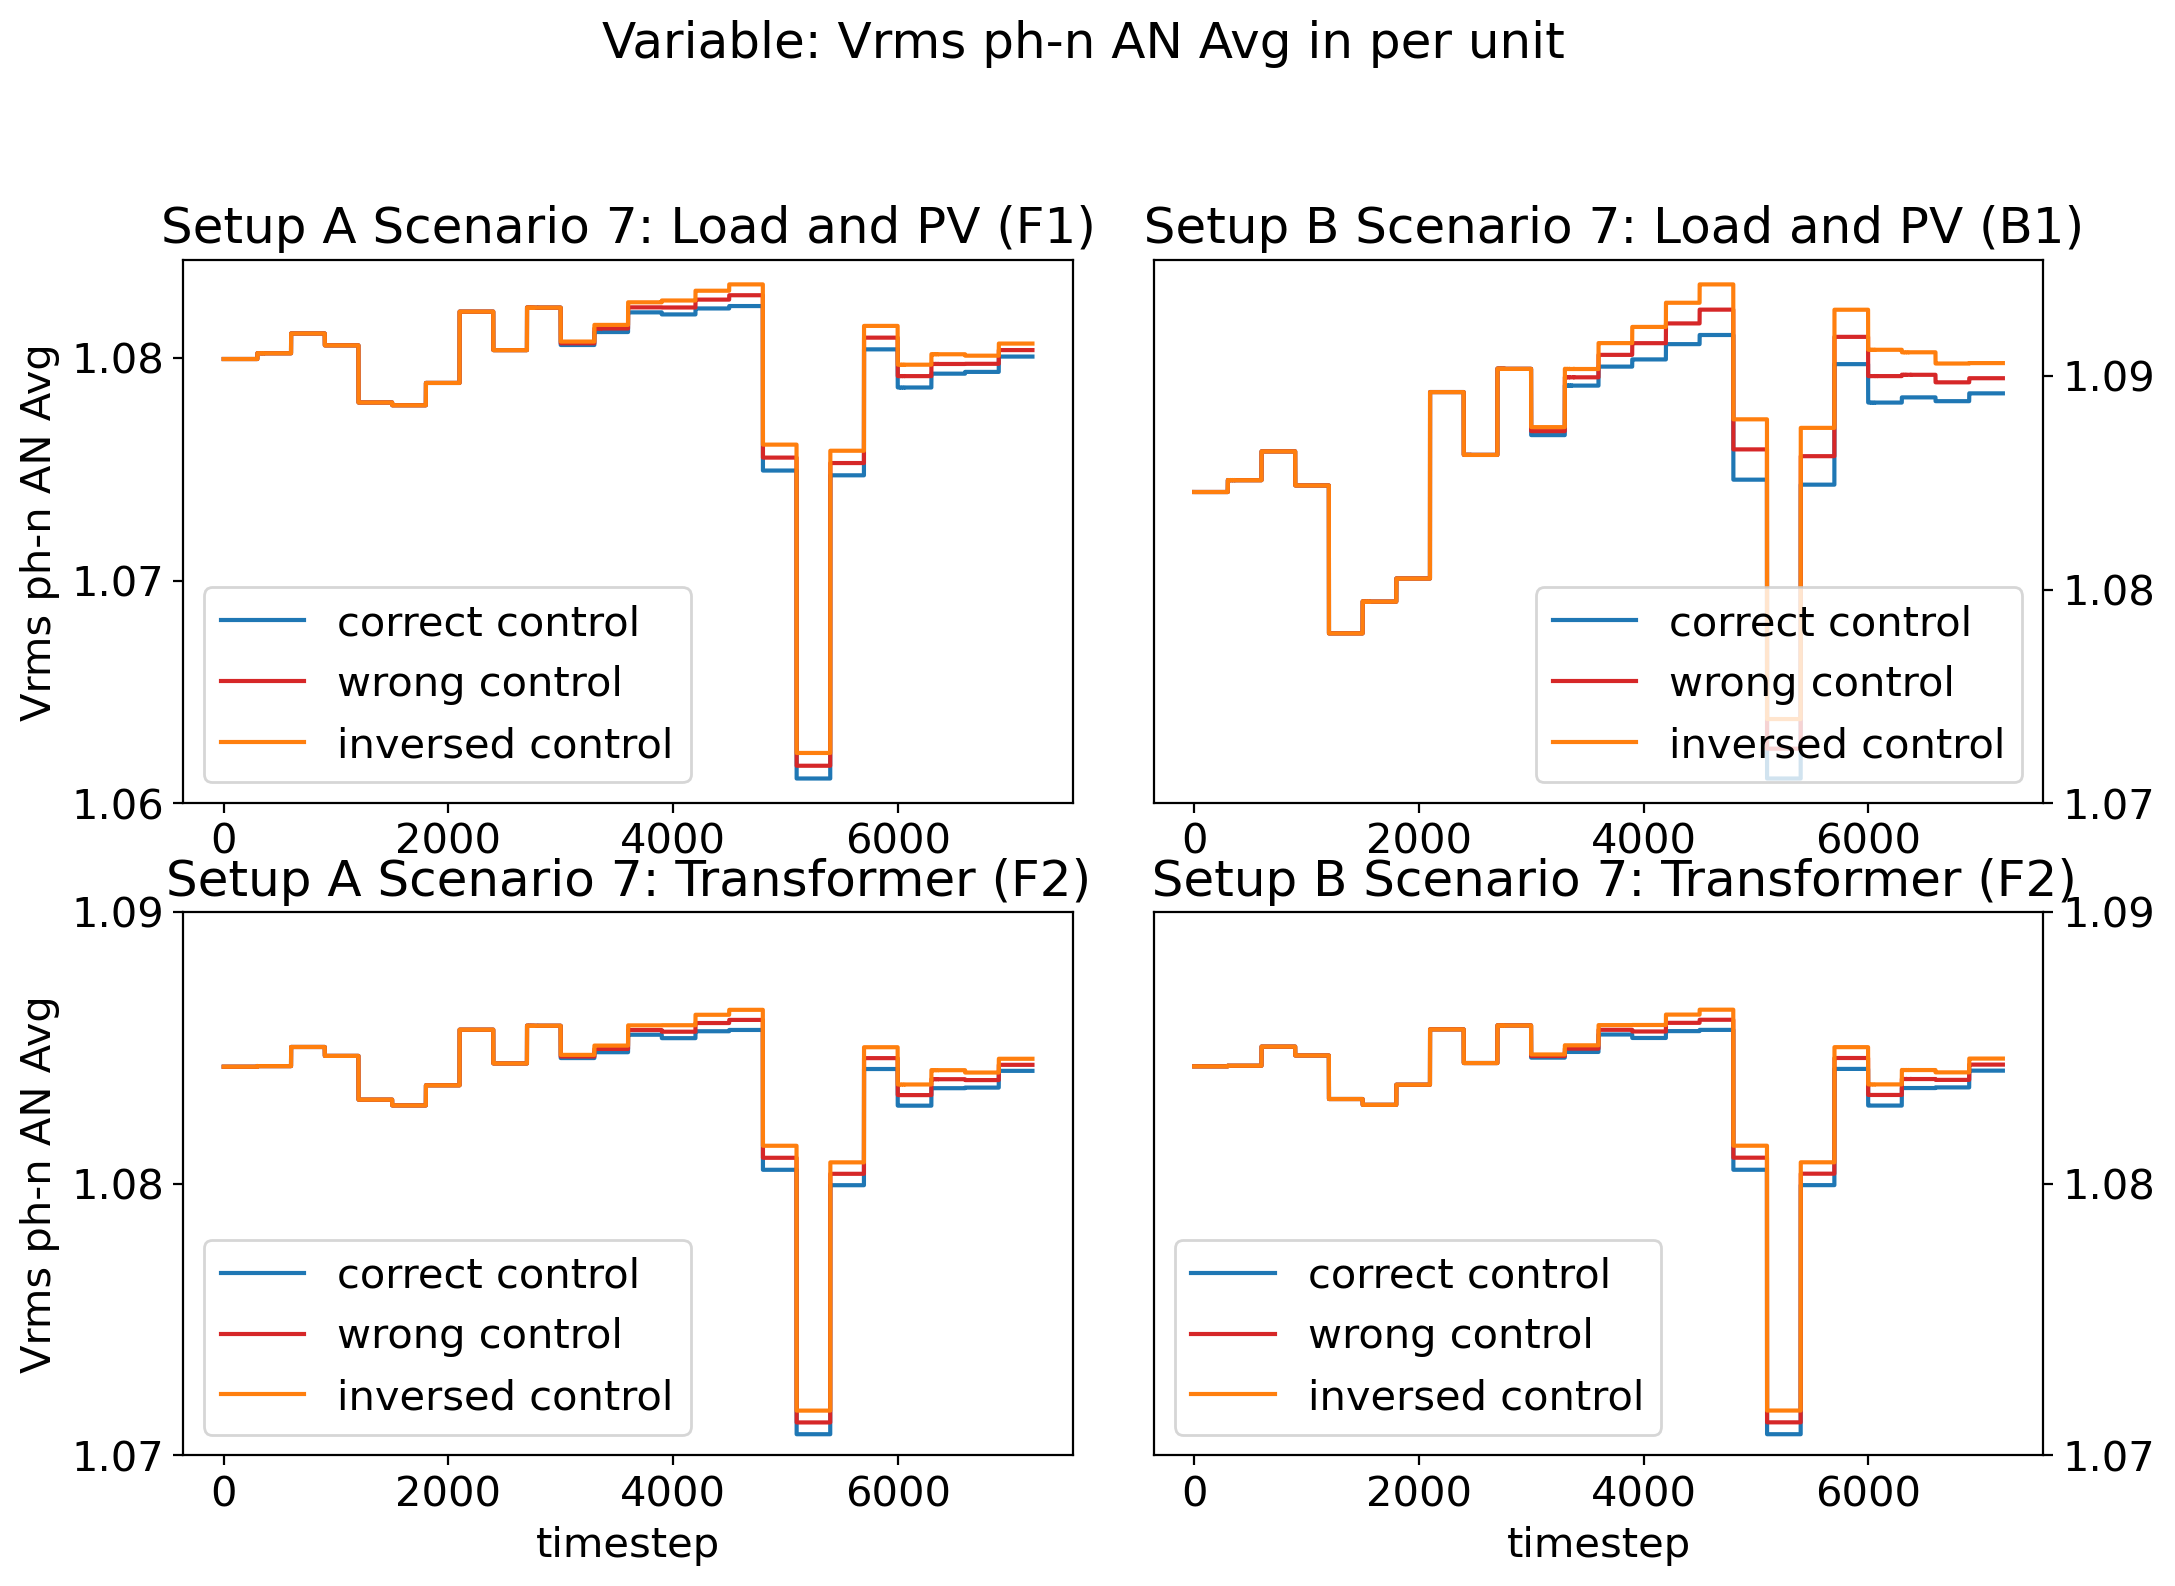 Variable: Vrms ph-n AN Avg in per unit
Setup A Scenario 7: Load and PV (F1)
Vrms ph-n AN Avg
1.08
1.07
1.06
correct control
wrong control
inversed control
0 2000 4000 6000
Setup B Scenario 7: Load and PV (B1)
1.09
1.08
1.07
correct control
wrong control
inversed control
0 2000 4000 6000
Setup A Scenario 7: Transformer (F2)
Vrms ph-n AN Avg
1.09
1.08
1.07
correct control
wrong control
inversed control
0 2000 4000 6000
timestep
Setup B Scenario 7: Transformer (F2)
1.09
1.08
1.07
correct control
wrong control
inversed control
0 2000 4000 6000
timestep